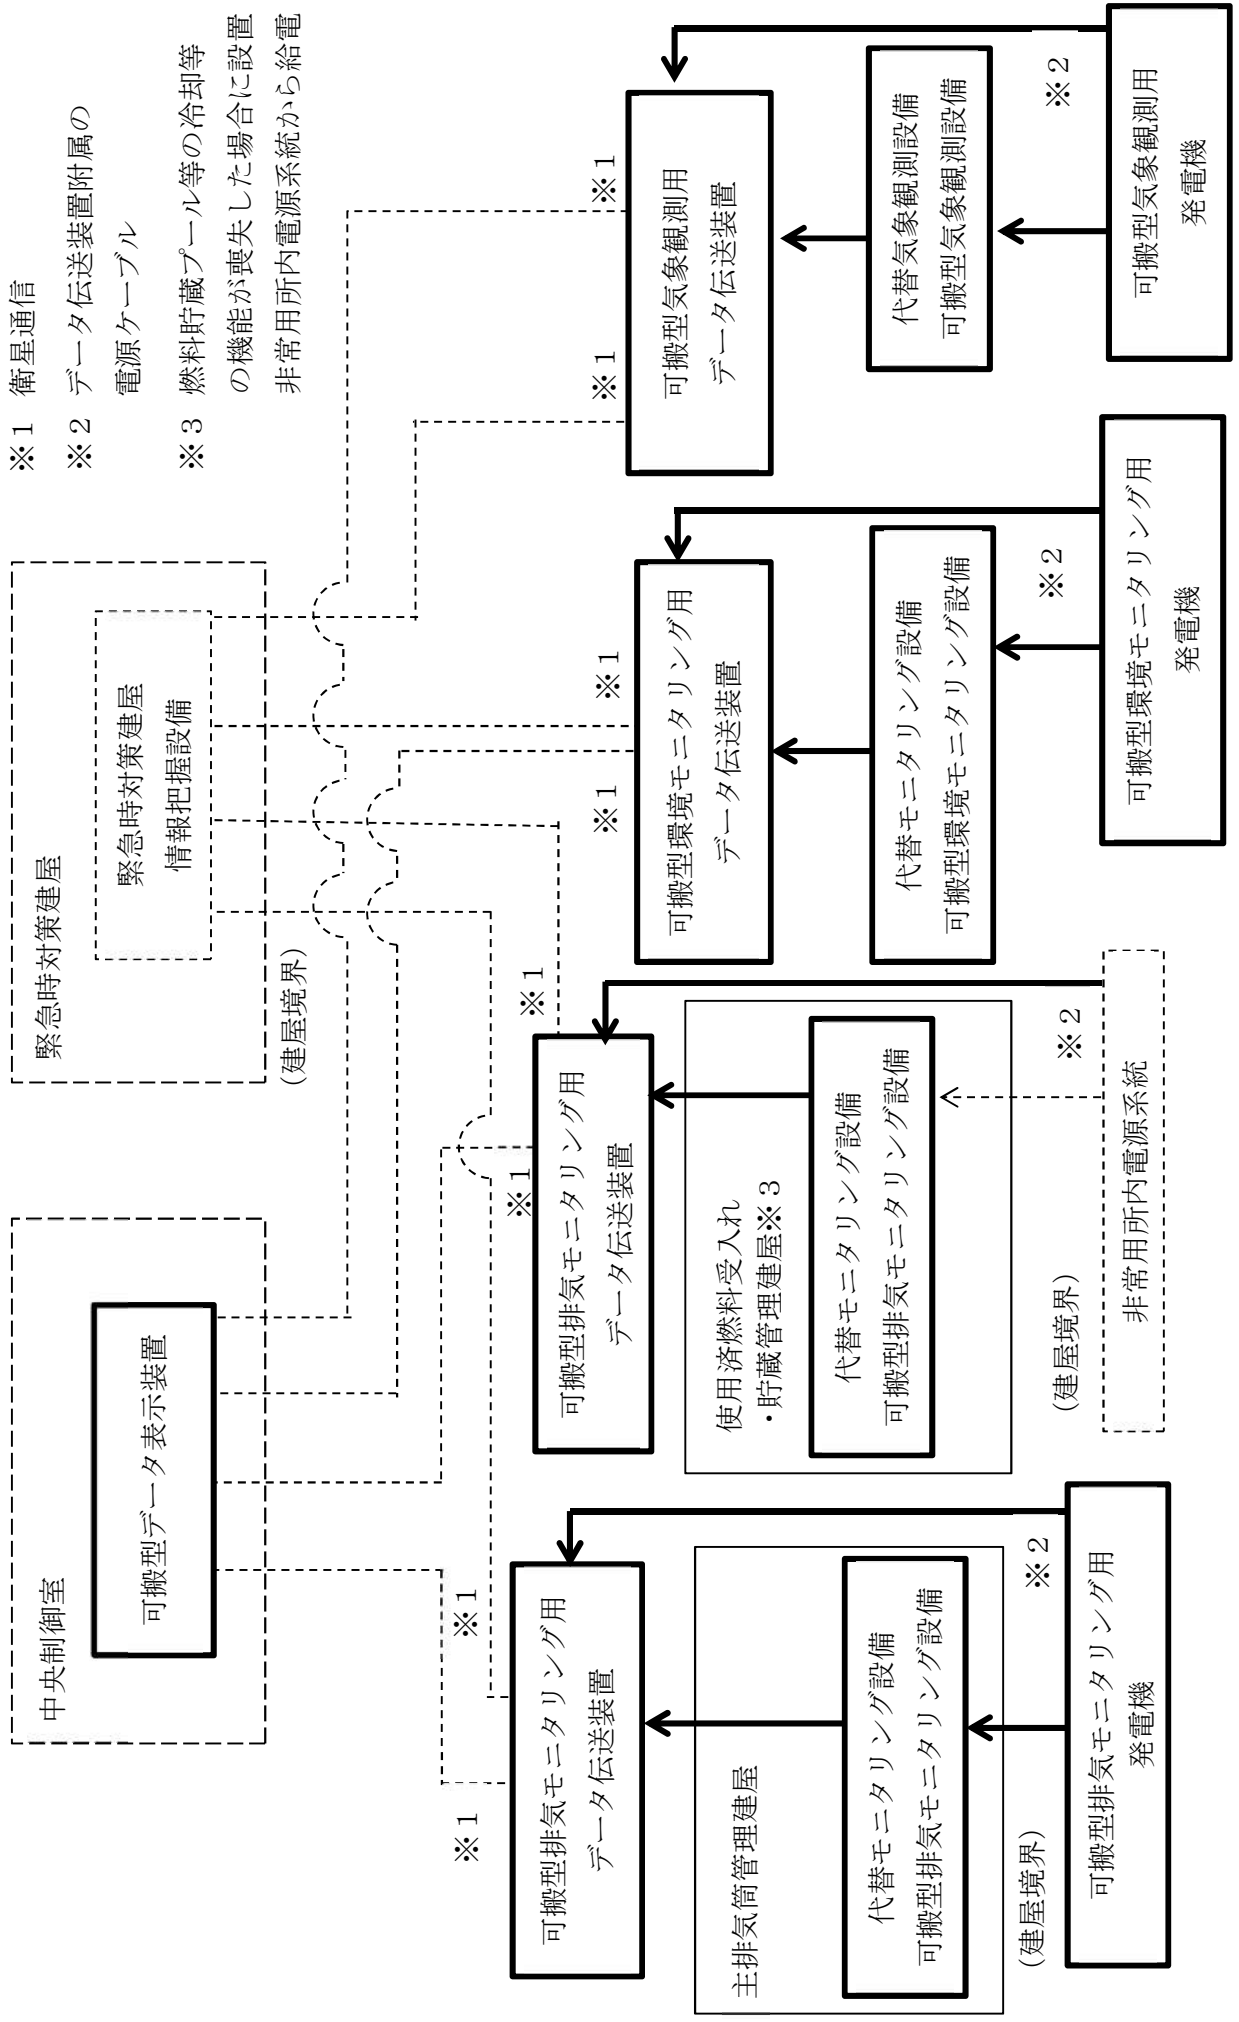 中央制御室
可搬型データ表示装置
緊急時対策建屋
緊急時対策建屋
情報把握設備
(建屋境界)
※1 衛星通信
※2 データ伝送装置附属の
電源ケーブル
※3 燃料貯蔵プール等の冷却等
の機能が喪失した場合に設置
非常用所内電源系統から給電
※1
※1
可搬型排気モニタリング用
データ伝送装置
主排気筒管理建屋
代替モニタリング設備
可搬型排気モニタリング設備
(建屋境界)
※2
可搬型排気モニタリング用
発電機
※1
※1
可搬型排気モニタリング用
データ伝送装置
使用済燃料受入れ
・貯蔵管理建屋※3
代替モニタリング設備
可搬型排気モニタリング設備
(建屋境界)
※2
非常用所内電源系統
※1
※1
可搬型環境モニタリング用
データ伝送装置
代替モニタリング設備
可搬型環境モニタリング設備
※2
可搬型環境モニタリング用
発電機
※1
※1
可搬型気象観測用
データ伝送装置
代替気象観測設備
可搬型気象観測設備
※2
可搬型気象観測用
発電機